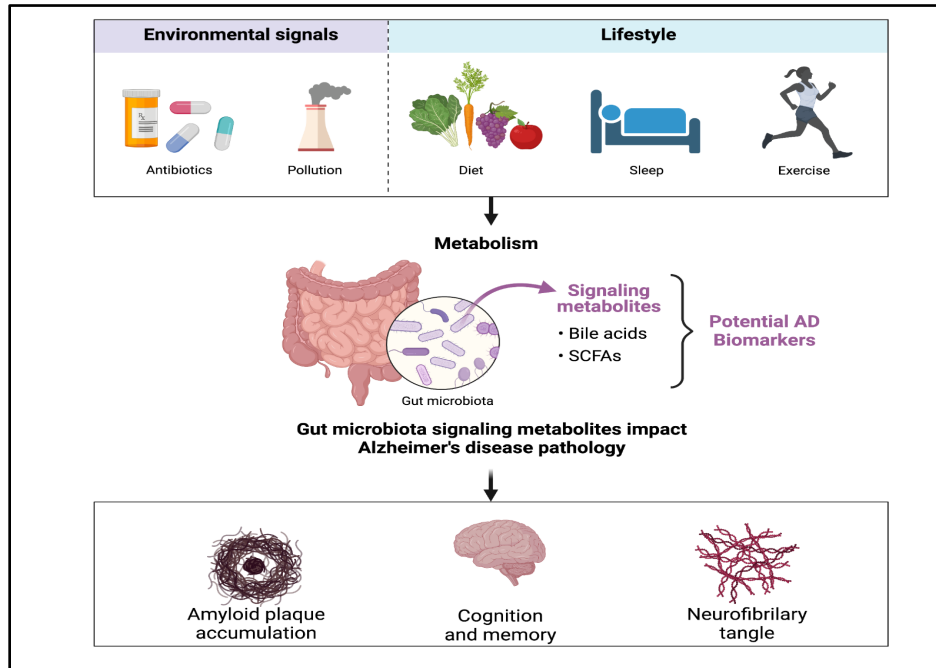 Environmental signals
Lifestyle
Rx
Antibiotics
Pollution
Diet
Sleep
Exercise
Metabolism
Signaling
metabolites
• Bile acids
• SCFAs
Potential AD
Biomarkers
Gut microbiota
Gut microbiota signaling metabolites impact
Alzheimer's disease pathology
Amyloid plaque
accumulation
Cognition
and memory
Neurofibrilary
tangle